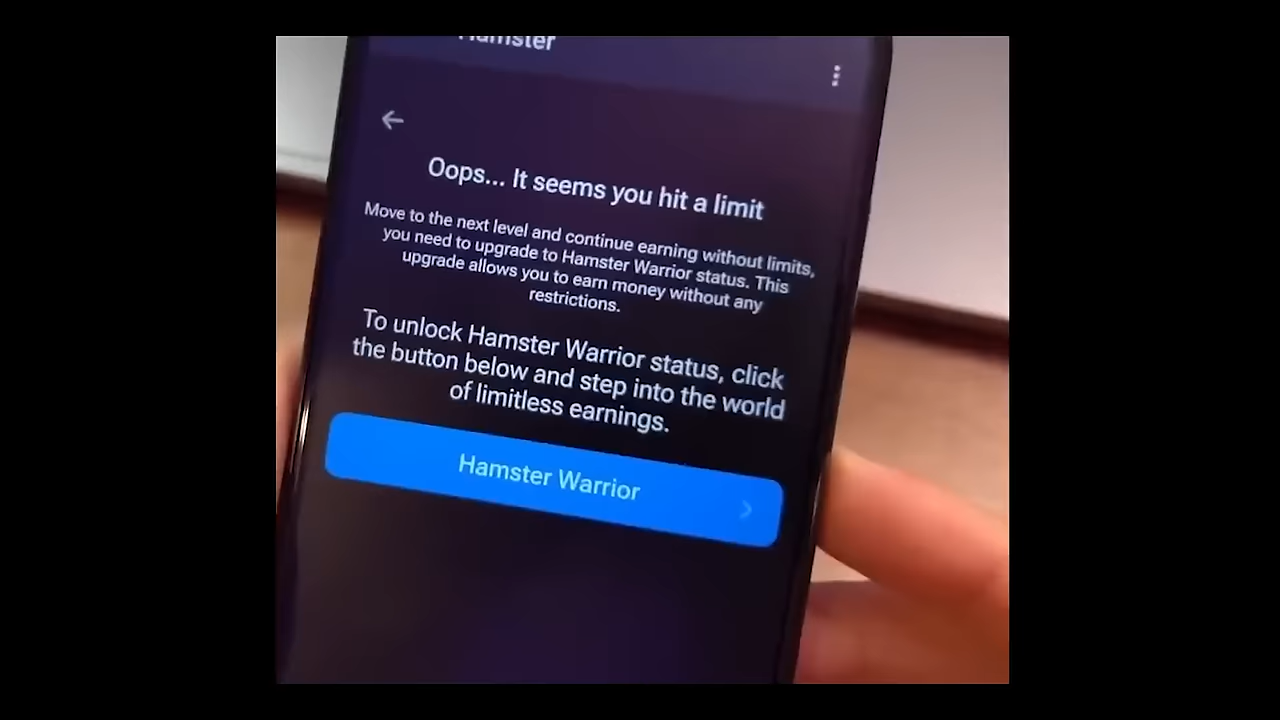 Hamster
Oops... It seems you hit a limit
Move to the next level and continue earning without limits,
you need to upgrade to Hamster Warrior status. This
upgrade allows you to earn money without any
restrictions.
To unlock Hamster Warrior status, click
the button below and step into the world
of limitless earnings.
Hamster Warrior